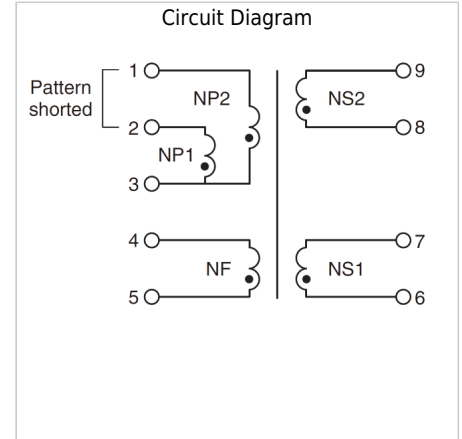 Circuit Diagram
Pattern
shorted
1
2
3
4
5
NP2
NP1
NF
NS2
NS1
9
8
7
6